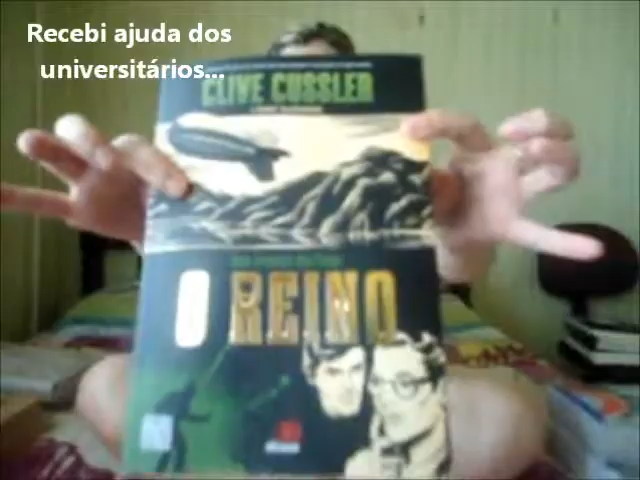 Recebi ajuda dos
universitários...
CLIVE CUSSLER
O REINO